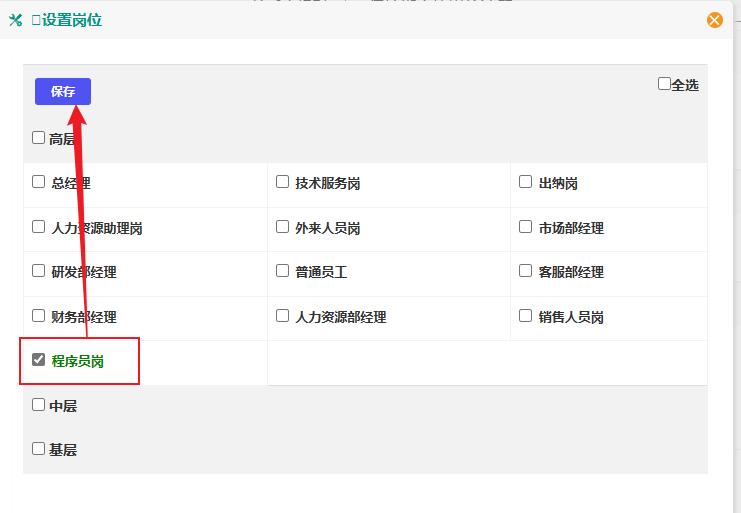 设置岗位
保存
全选
高层
总经理 技术服务岗 出纳岗
人力资源助理岗 外来人员岗 市场部经理
研发部经理 普通员工 客服部经理
财务部经理 人力资源部经理 销售人员岗
程序员岗
中层
基层